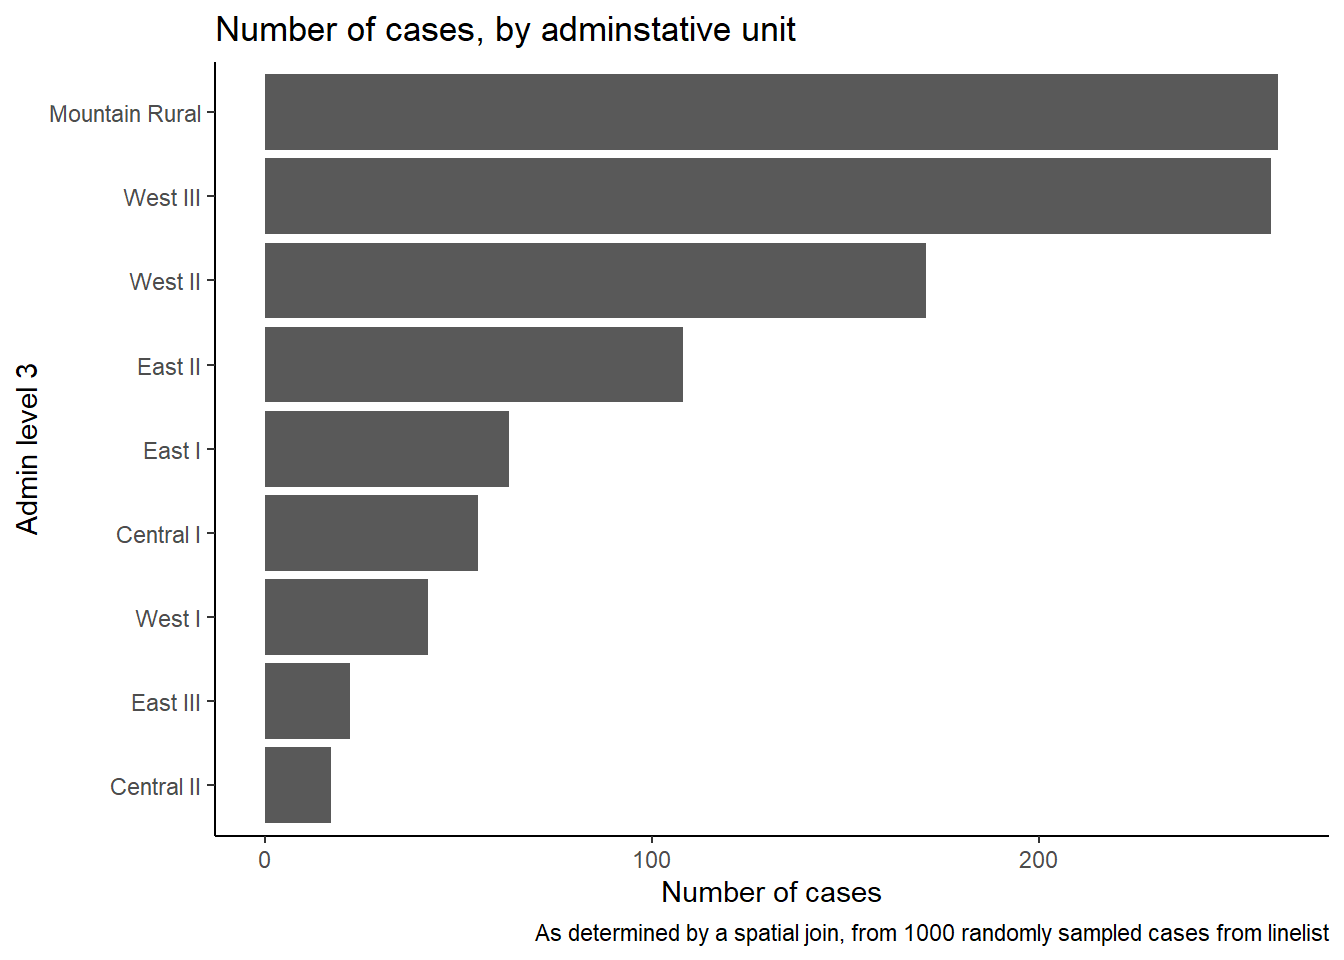 Number of cases, by adminstative unit
Admin level 3
Mountain Rural
West III
West II
East II
East I
Central I
West I
East III
Central II
0 100 200
Number of cases
As determined by a spatial join, from 1000 randomly sampled cases from linelist